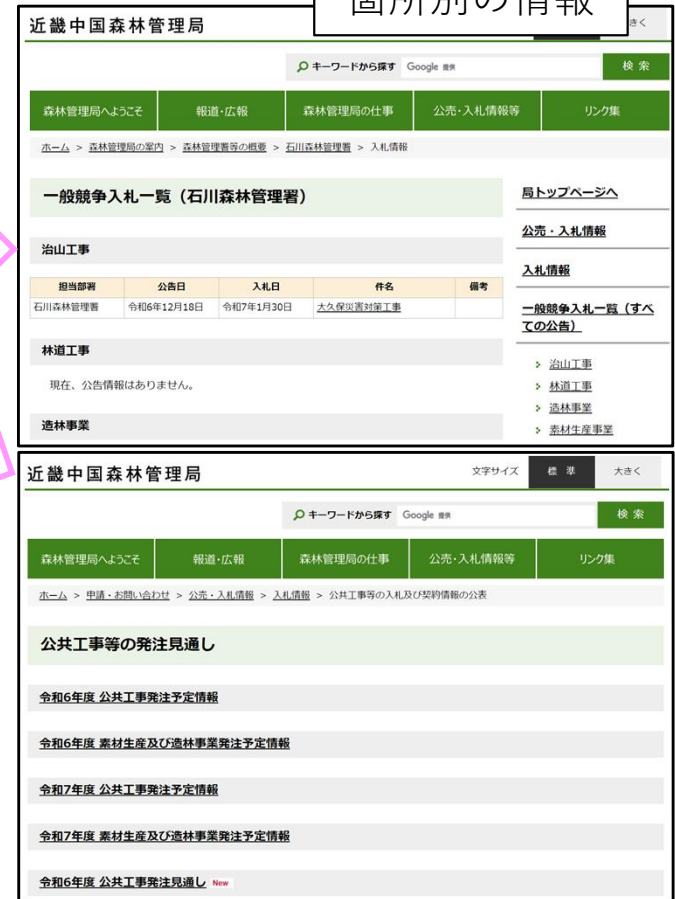 箇所別の情報
近畿中国森林管理局
きく
キーワードから探す Google 提供 検索
森林管理局へようこそ 報道・広報 森林管理局の仕事 公売・入札情報等 リンク集
ホーム > 森林管理局の案内 > 森林管理署等の概要 > 石川森林管理署 > 入札情報
一般競争入札一覧（石川森林管理署）
治山工事
担当部署 公告日 入札日 件名 備考
石川森林管理署 令和6年12月18日 令和7年1月30日 大久保災害対策工事
林道工事
現在、公告情報はありません。
造林事業
局トップページへ
公売・入札情報
入札情報
一般競争入札一覧（すべ
ての公告）
治山工事
林道工事
造林事業
素材生産事業
近畿中国森林管理局
文字サイズ 標準 大きく
キーワードから探す Google 提供 検索
森林管理局へようこそ 報道・広報 森林管理局の仕事 公売・入札情報等 リンク集
ホーム > 申請・お問い合わせ > 公売・入札情報 > 入札情報 > 公共工事等の入札及び契約情報の公表
公共工事等の発注見通し
令和6年度 公共工事発注予定情報
令和6年度 素材生産及び造林事業発注予定情報
令和7年度 公共工事発注予定情報
令和7年度 素材生産及び造林事業発注予定情報
令和6年度 公共工事発注見通し New